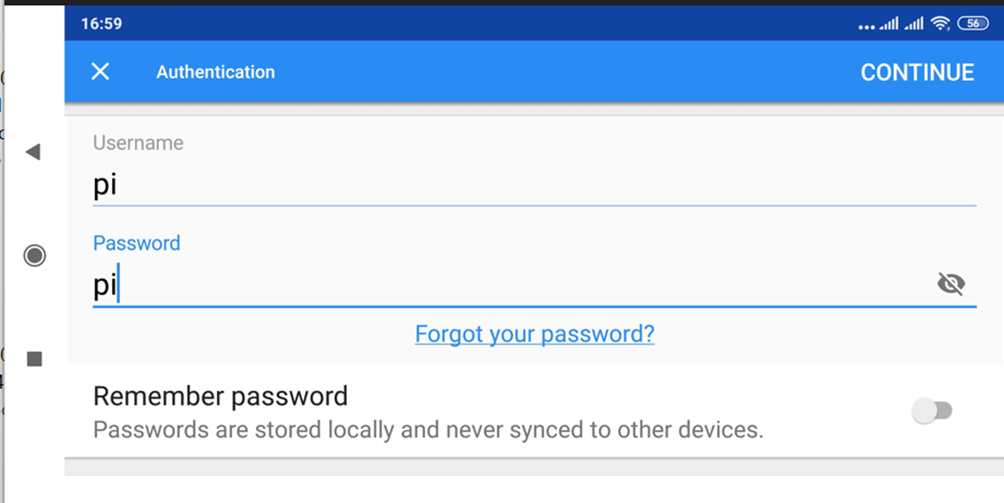 16:59
56
Authentication
CONTINUE
Username
pi
Password
pi
Forgot your password?
Remember password
Passwords are stored locally and never synced to other devices.